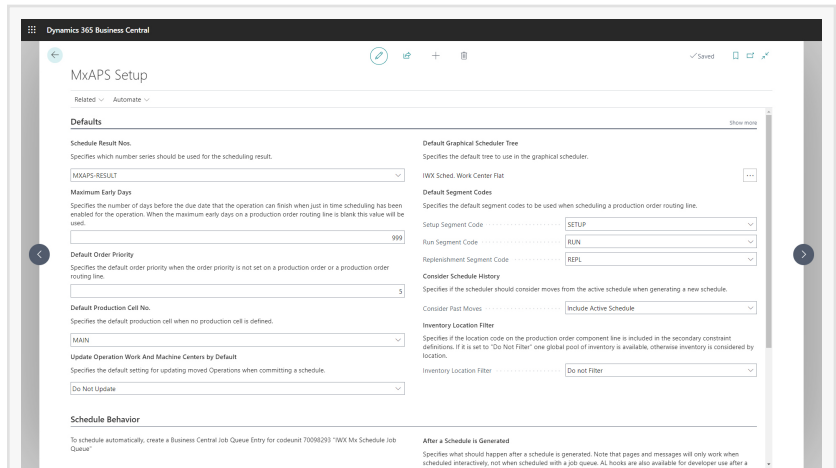 Dynamics 365 Business Central
Saved
MxAPS Setup
Related
Automate
Defaults
Show more
Schedule Result Nos.
Specifies which number series should be used for the scheduling result.
MXAPS-RESULT
Maximum Early Days
Specifies the number of days before the due date that the operation can finish when just in time scheduling has been
enabled for the operation. When the maximum early days on a production order routing line is blank this value will be
used.
999
Default Order Priority
Specifies the default order priority when the order priority is not set on a production order or a production order
routing line.
5
Default Production Cell No.
Specifies the default production cell when no production cell is defined.
MAIN
Update Operation Work And Machine Centers by Default
Specifies the default setting for updating moved Operations when committing a schedule.
Do Not Update
Default Graphical Scheduler Tree
Specifies the default tree to use in the graphical scheduler.
IWX Sched. Work Center Flat
Default Segment Codes
Specifies the default segment codes to be used when scheduling a production order routing line.
Setup Segment Code
SETUP
Run Segment Code
RUN
Replenishment Segment Code
REPL
Consider Schedule History
Specifies if the scheduler should consider moves from the active schedule when generating a new schedule.
Consider Past Moves
Include Active Schedule
Inventory Location Filter
Specifies if the location code on the production order component line is included in the secondary constraint
definitions. If it is set to "Do Not Filter" one global pool of inventory is available, otherwise inventory is considered by
location.
Inventory Location Filter
Do not Filter
Schedule Behavior
To schedule automatically, create a Business Central Job Queue Entry for codeunit 70098293 "IWX Mx Schedule Job
Queue"
After a Schedule is Generated
Specifies what should happen after a schedule is generated. Note that pages and messages will only work when
scheduled interactively, not when scheduled with a job queue. AL hooks are also available for developer use after a